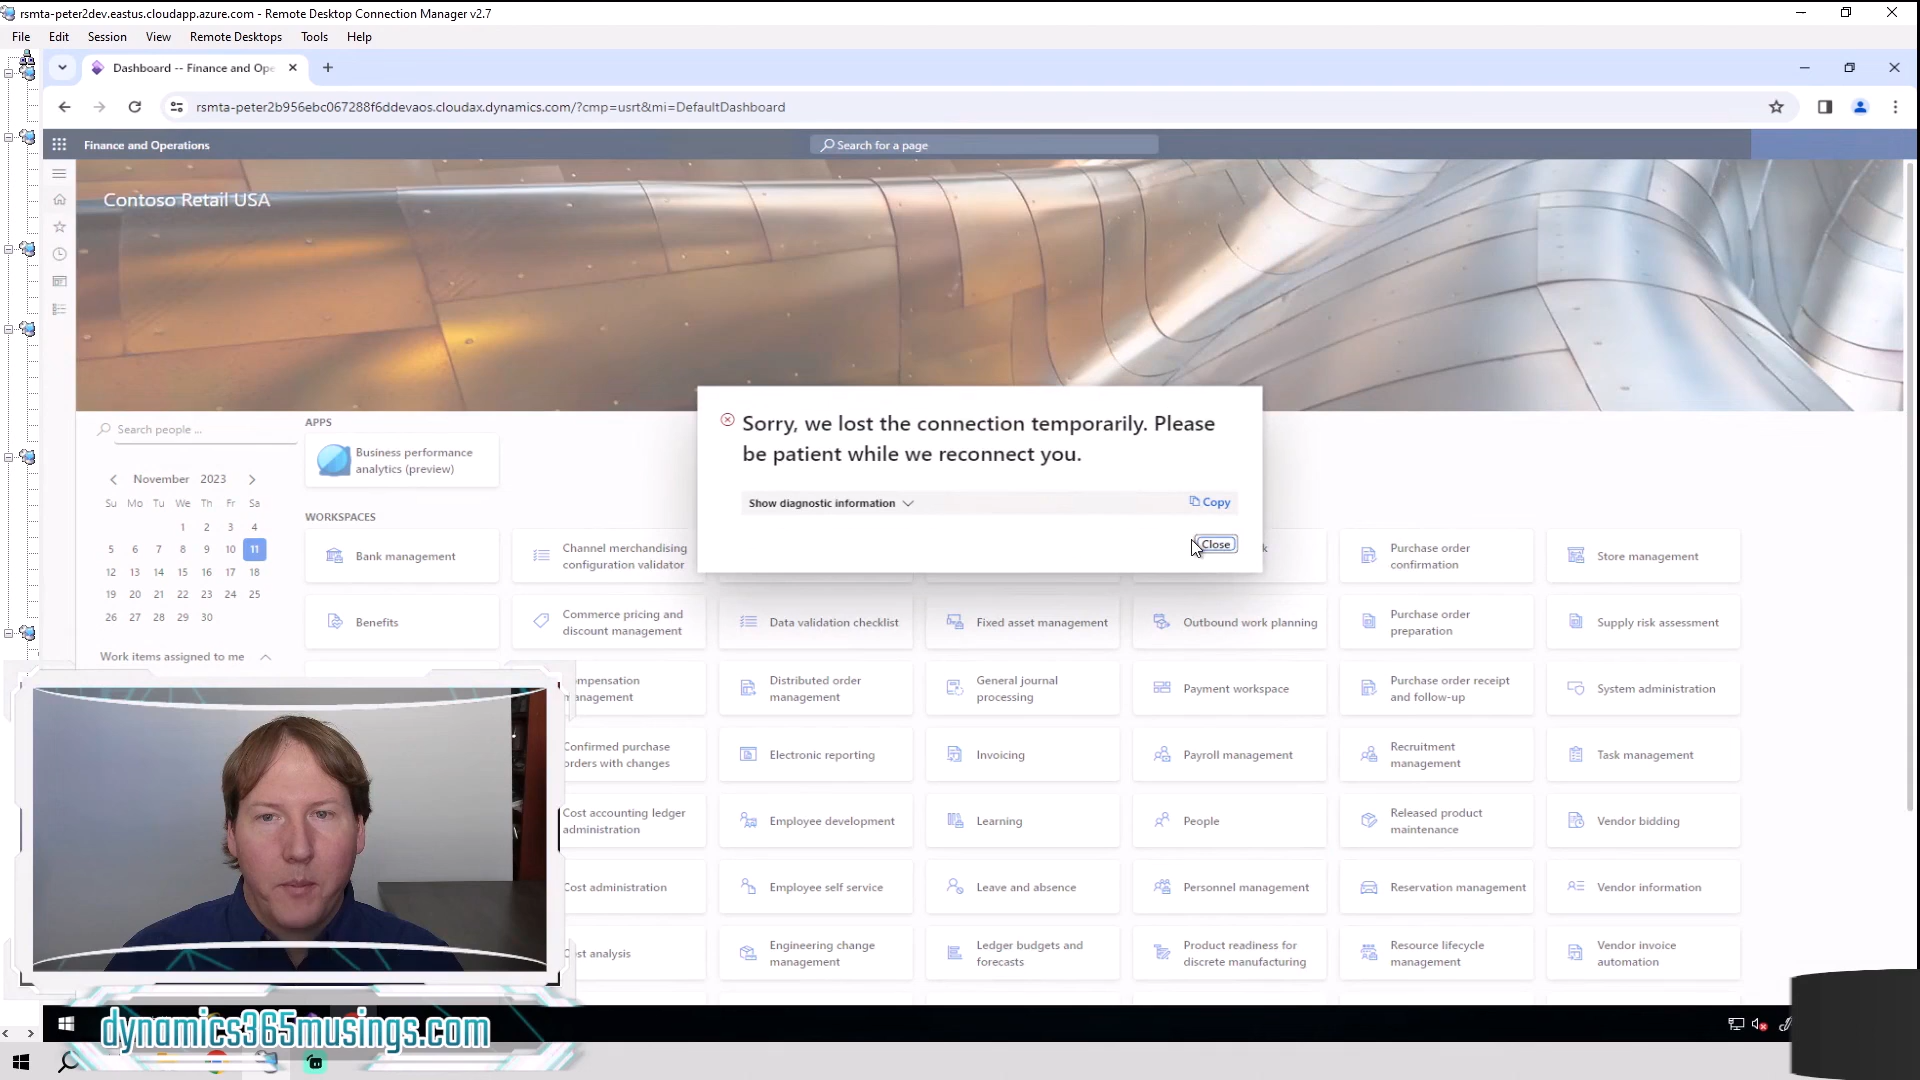 rsmta-peter2dev.eastus.cloudapp.azure.com - Remote Desktop Connection Manager v2.7
File Edit Session View Remote Desktops Tools Help
Dashboard -- Finance and Ope
rsmta-peter2b956ebc067288f6ddevaos.cloudax.dynamics.com/?cmp=usrt&mi=DefaultDashboard
Finance and Operations
Search for a page
Contoso Retail USA
Sorry, we lost the connection temporarily. Please
be patient while we reconnect you.
Show diagnostic information
Copy
Close
Search people ...
November 2023
Su Mo Tu We Th Fr Sa
1 2 3 4
5 6 7 8 9 10 11
12 13 14 15 16 17 18
19 20 21 22 23 24 25
26 27 28 29 30
Work items assigned to me
APPS
Business performance
analytics (preview)
WORKSPACES
Bank management
Channel merchandising
configuration validator
k
Purchase order
confirmation
Store management
Benefits
Commerce pricing and
discount management
Data validation checklist
Fixed asset management
Outbound work planning
Purchase order
preparation
Supply risk assessment
ompensation
anagement
Distributed order
management
General journal
processing
Payment workspace
Purchase order receipt
and follow-up
System administration
Confirmed purchase
orders with changes
Electronic reporting
Invoicing
Payroll management
Recruitment
management
Task management
Cost accounting ledger
administration
Employee development
Learning
People
Released product
maintenance
Vendor bidding
Cost administration
Employee self service
Leave and absence
Personnel management
Reservation management
Vendor information
ost analysis
Engineering change
management
Ledger budgets and
forecasts
Product readiness for
discrete manufacturing
Resource lifecycle
management
Vendor invoice
automation
dynamics365musings.com